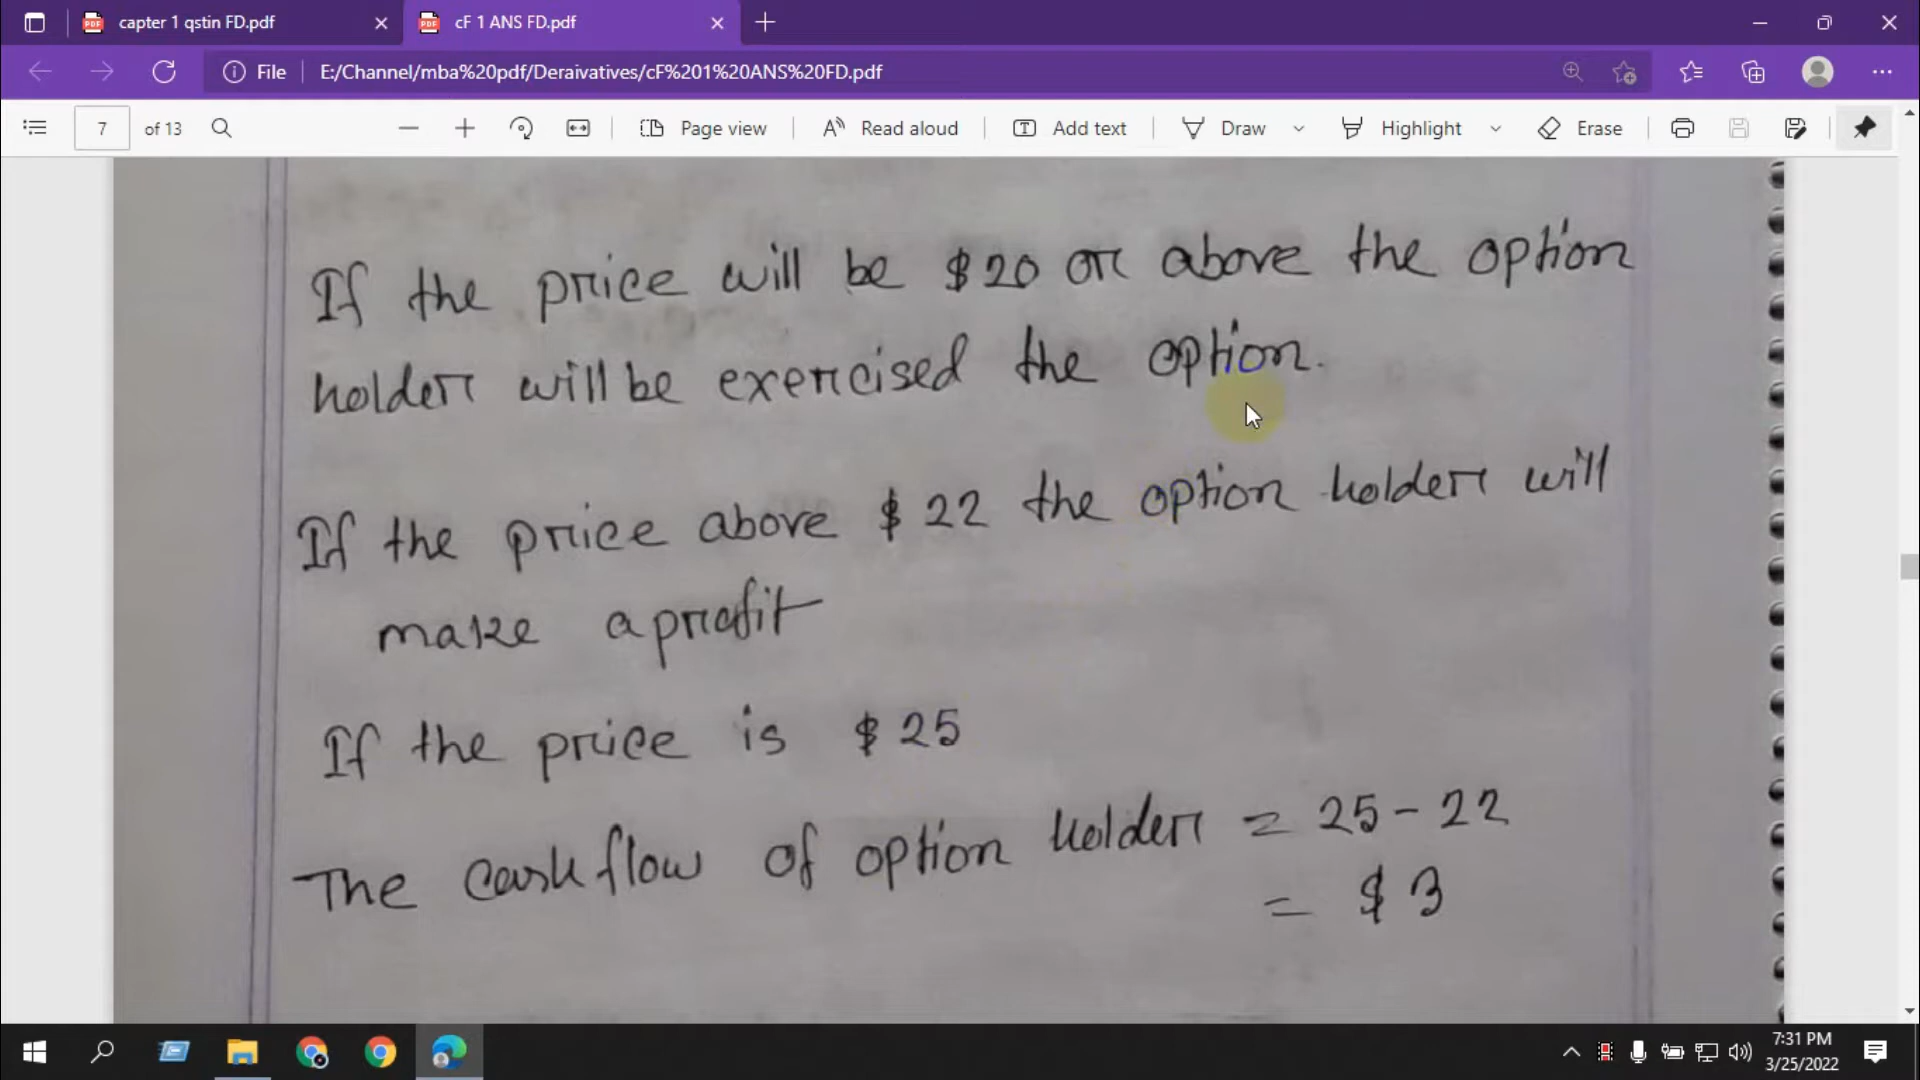 capter 1 qstin FD.pdf
cF 1 ANS FD.pdf
File
E:/Channel/mba%20pdf/Deraivatives/cF%201%20ANS%20FD.pdf
7 of 13
Page view
Read aloud
Add text
Draw
Highlight
Erase
If the price will be $20 or above the option
holder will be exercised the option.
If the price above $22 the option holder will
make a profit
If the price is $25
The cashflow of option holder = 25-22
= $3
7:31 PM
3/25/2022